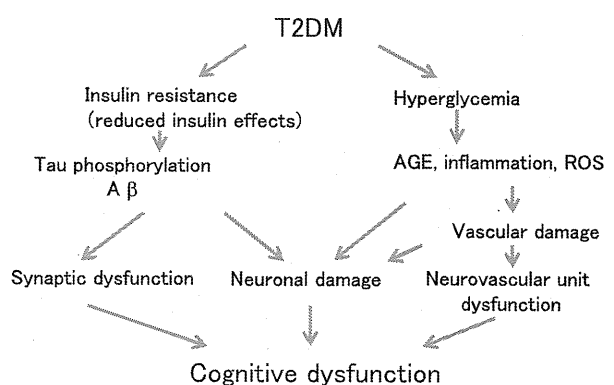 T2DM
Insulin resistance
(reduced insulin effects)
Hyperglycemia
Tau phosphorylation
A β
AGE, inflammation, ROS
Vascular damage
Synaptic dysfunction
Neuronal damage
Neurovascular unit
dysfunction
Cognitive dysfunction